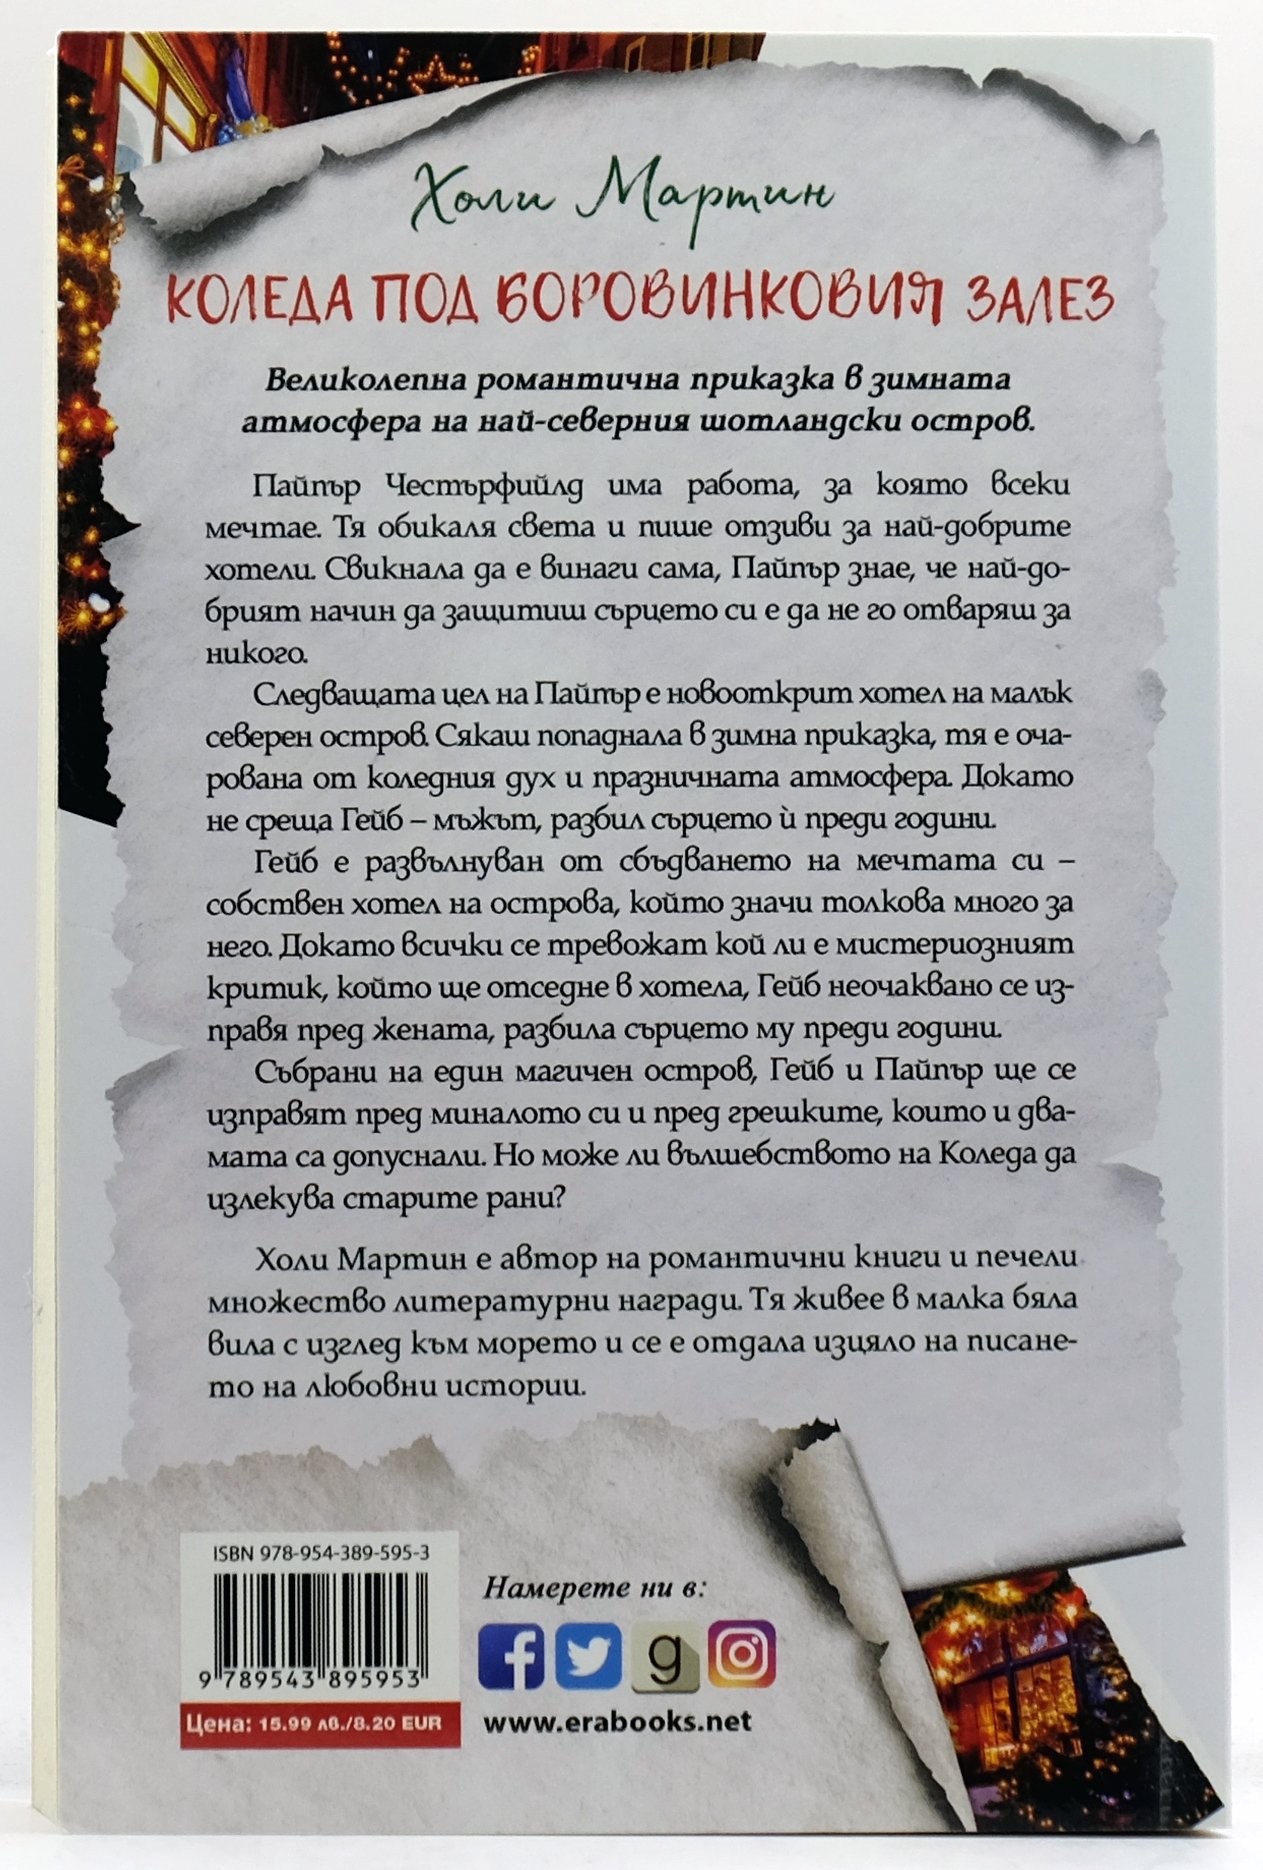 Холи Мартин
КОЛЕДА ПОД БОРОВИНКОВИЯ ЗАЛЕЗ
Великолепна романтична приказка в зимната
атмосфера на най-северния шотландски остров.
Пайпър Честърфийлд има работа, за която всеки
мечтае. Тя обикаля света и пише отзиви за най-добрите
хотели. Свикнала да е винаги сама, Пайпър знае, че най-до-
брият начин да защитиш сърцето си е да не го отваряш за
никого.
Следващата цел на Пайпър е новооткрит хотел на малък
северен остров. Сякаш попаднала в зимна приказка, тя е оча-
рована от коледния дух и празничната атмосфера. Докато
не среща Гейб – мъжът, разбил сърцето ѝ преди години.
Гейб е развълнуван от сбъдването на мечтата си –
собствен хотел на острова, който значи толкова много за
него. Докато всички се тревожат кой ли е мистериозният
критик, който ще отседне в хотела, Гейб неочаквано се из-
правя пред жената, разбила сърцето му преди години.
Събрани на един магичен остров, Гейб и Пайпър ще се
изправят пред миналото си и пред грешките, които и два-
мата са допуснали. Но може ли вълшебството на Коледа да
излекува старите рани?
Холи Мартин е автор на романтични книги и печели
множество литературни награди. Тя живее в малка бяла
вила с изглед към морето и се е отдала изцяло на писане-
то на любовни истории.
ISBN 978-954-389-595-3
9 789543 895953
Цена: 15.99 лв./8.20 EUR
Намерете ни в:
f g
www.erabooks.net